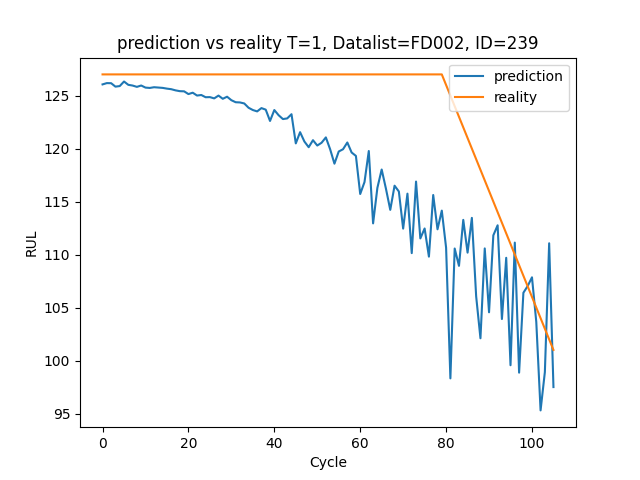 prediction vs reality T=1, Datalist=FD002, ID=239
prediction
reality
125
120
115
110
105
100
95
RUL
0 20 40 60 80 100
Cycle